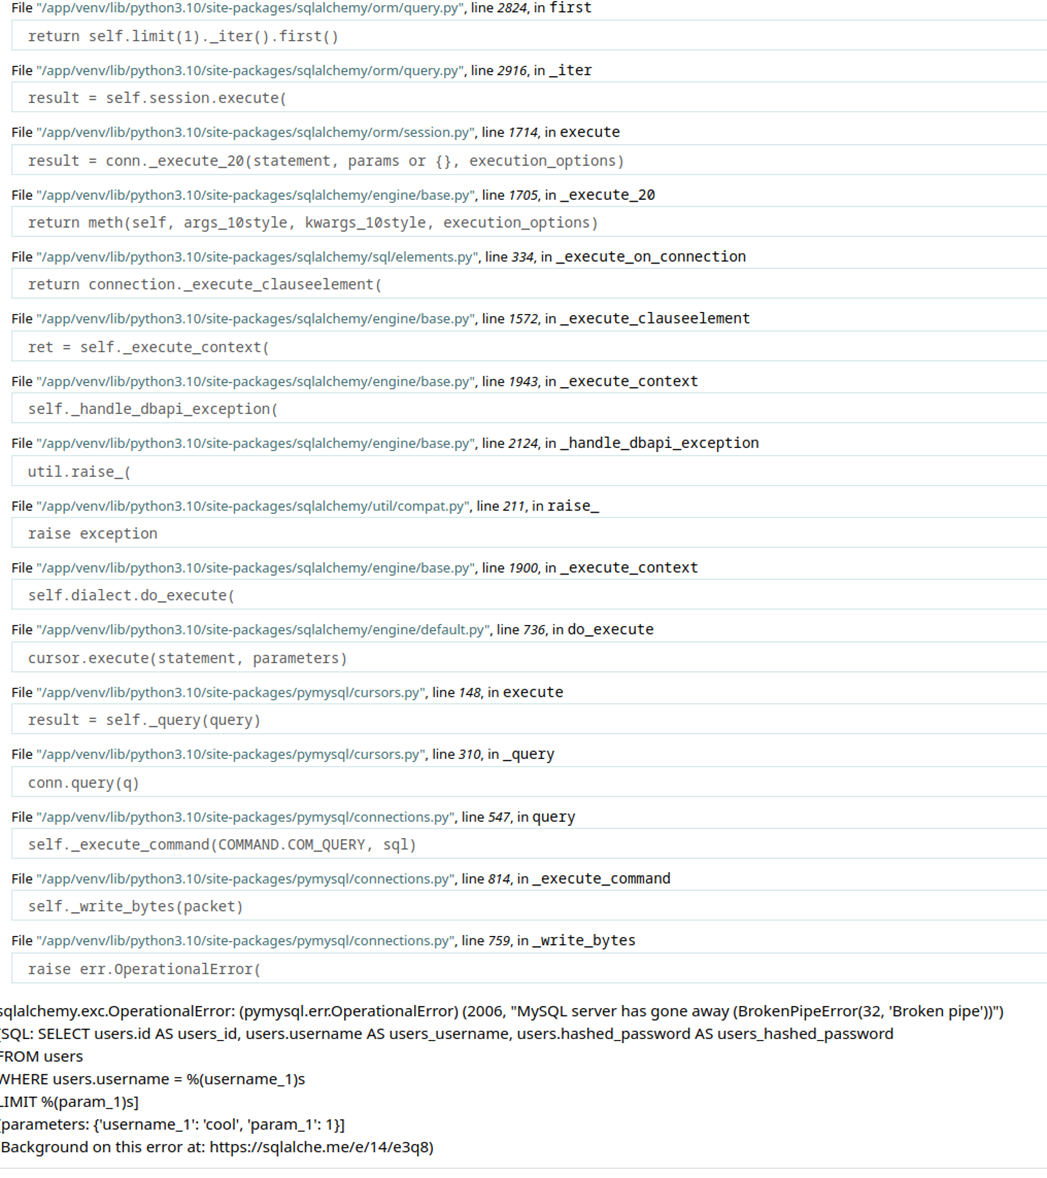 File "/app/venv/lib/python3.10/site-packages/sqlalchemy/orm/query.py", line 2824, in first
return self.limit(1)._iter().first()
File "/app/venv/lib/python3.10/site-packages/sqlalchemy/orm/query.py", line 2916, in _iter
result = self.session.execute(
File "/app/venv/lib/python3.10/site-packages/sqlalchemy/orm/session.py", line 1714, in execute
result = conn._execute_20(statement, params or {}, execution_options)
File "/app/venv/lib/python3.10/site-packages/sqlalchemy/engine/base.py", line 1705, in _execute_20
return meth(self, args_10style, kwargs_10style, execution_options)
File "/app/venv/lib/python3.10/site-packages/sqlalchemy/sql/elements.py", line 334, in _execute_on_connection
return connection._execute_clauseelement(
File "/app/venv/lib/python3.10/site-packages/sqlalchemy/engine/base.py", line 1572, in _execute_clauseelement
ret = self._execute_context(
File "/app/venv/lib/python3.10/site-packages/sqlalchemy/engine/base.py", line 1943, in _execute_context
self._handle_dbapi_exception(
File "/app/venv/lib/python3.10/site-packages/sqlalchemy/engine/base.py", line 2124, in _handle_dbapi_exception
util.raise_(
File "/app/venv/lib/python3.10/site-packages/sqlalchemy/util/compat.py", line 211, in raise_
raise exception
File "/app/venv/lib/python3.10/site-packages/sqlalchemy/engine/base.py", line 1900, in _execute_context
self.dialect.do_execute(
File "/app/venv/lib/python3.10/site-packages/sqlalchemy/engine/default.py", line 736, in do_execute
cursor.execute(statement, parameters)
File "/app/venv/lib/python3.10/site-packages/pymysql/cursors.py", line 148, in execute
result = self._query(query)
File "/app/venv/lib/python3.10/site-packages/pymysql/cursors.py", line 310, in _query
conn.query(q)
File "/app/venv/lib/python3.10/site-packages/pymysql/connections.py", line 547, in query
self._execute_command(COMMAND.COM_QUERY, sql)
File "/app/venv/lib/python3.10/site-packages/pymysql/connections.py", line 814, in _execute_command
self._write_bytes(packet)
File "/app/venv/lib/python3.10/site-packages/pymysql/connections.py", line 759, in _write_bytes
raise err.OperationalError(
sqlalchemy.exc.OperationalError: (pymysql.err.OperationalError) (2006, "MySQL server has gone away (BrokenPipeError(32, 'Broken pipe'))")
[SQL: SELECT users.id AS users_id, users.username AS users_username, users.hashed_password AS users_hashed_password
FROM users
WHERE users.username = %(username_1)s
LIMIT %(param_1)s]
[parameters: {'username_1': 'cool', 'param_1': 1}]
(Background on this error at: https://sqlalche.me/e/14/e3q8)